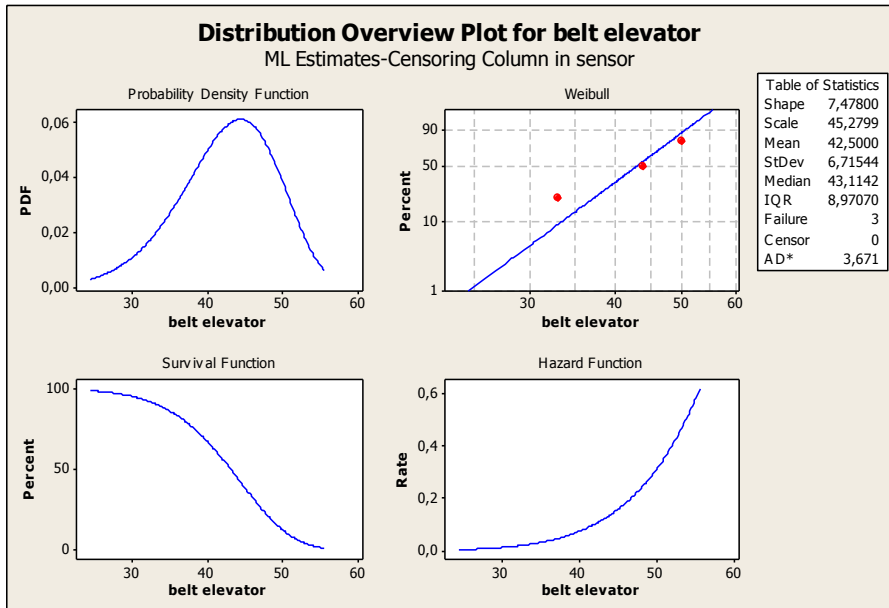 Distribution Overview Plot for belt elevator
ML Estimates-Censoring Column in sensor
Probability Density Function
0,06
0,04
0,02
0,00
PDF
30 40 50 60
belt elevator
Weibull
90
50
10
1
Percent
30 40 50 60
belt elevator
Table of Statistics
Shape 7,47800
Scale 45,2799
Mean 42,5000
StDev 6,71544
Median 43,1142
IQR 8,97070
Failure 3
Censor 0
AD* 3,671
Survival Function
100
50
0
Percent
30 40 50 60
belt elevator
Hazard Function
0,6
0,4
0,2
0,0
Rate
30 40 50 60
belt elevator